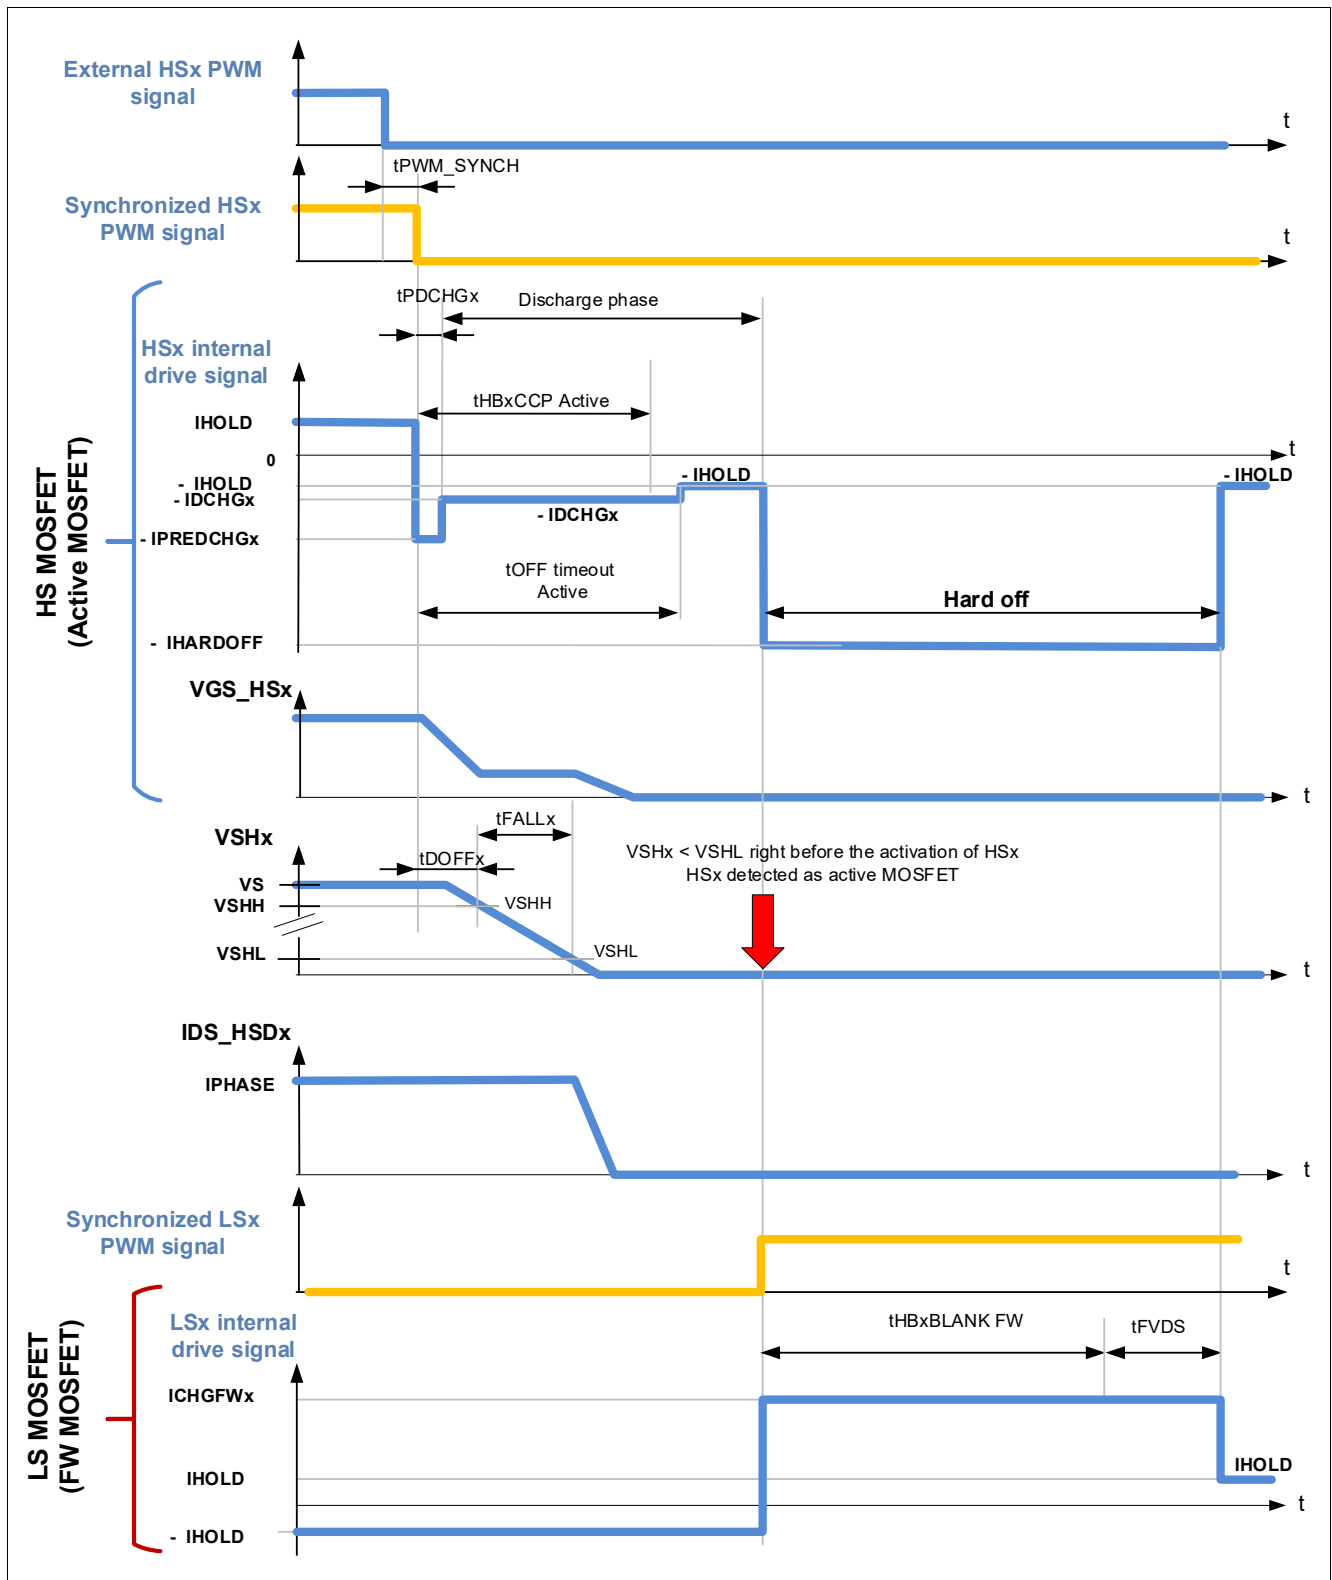 External HSx PWM
signal
t
tPWM_SYNCH
Synchronized HSx
PWM signal
t
tPDCHGx
Discharge phase
HSx internal
drive signal
tHBxCCP Active
IHOLD
t
0
- IHOLD
- IHOLD
- IHOLD
- IDCHGx
- IDCHGx
- IPREDCHGx
tOFF timeout
Active
Hard off
- IHARDOFF
HS MOSFET
(Active MOSFET)
VGS_HSx
t
tFALLx
VSHx
tDOFFx
VSHx < VSHL right before the activation of HSx
HSx detected as active MOSFET
VS
VSHH
VSHH
VSHL
VSHL
t
IDS_HSDx
IPHASE
t
Synchronized LSx
PWM signal
t
LSx internal
drive signal
tHBxBLANK FW
tFVDS
ICHGFWx
IHOLD
IHOLD
t
- IHOLD
LS MOSFET
(FW MOSFET)